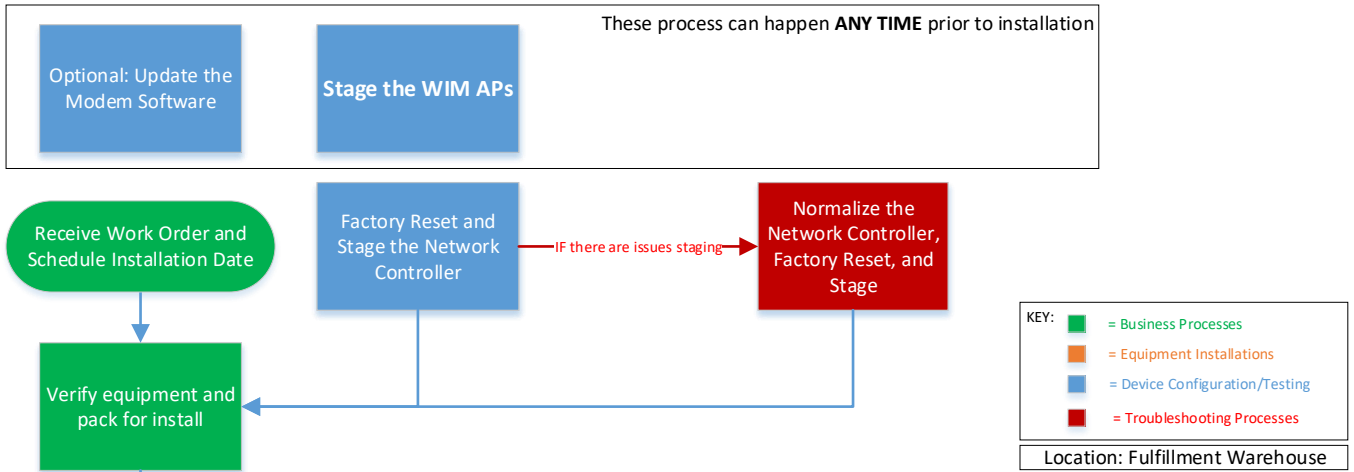 These process can happen ANY TIME prior to installation
Optional: Update the
Modem Software
Stage the WIM APs
Receive Work Order and
Schedule Installation Date
Factory Reset and
Stage the Network
Controller
IF there are issues staging
Normalize the
Network Controller,
Factory Reset, and
Stage
Verify equipment and
pack for install
KEY:
= Business Processes
= Equipment Installations
= Device Configuration/Testing
= Troubleshooting Processes
Location: Fulfillment Warehouse